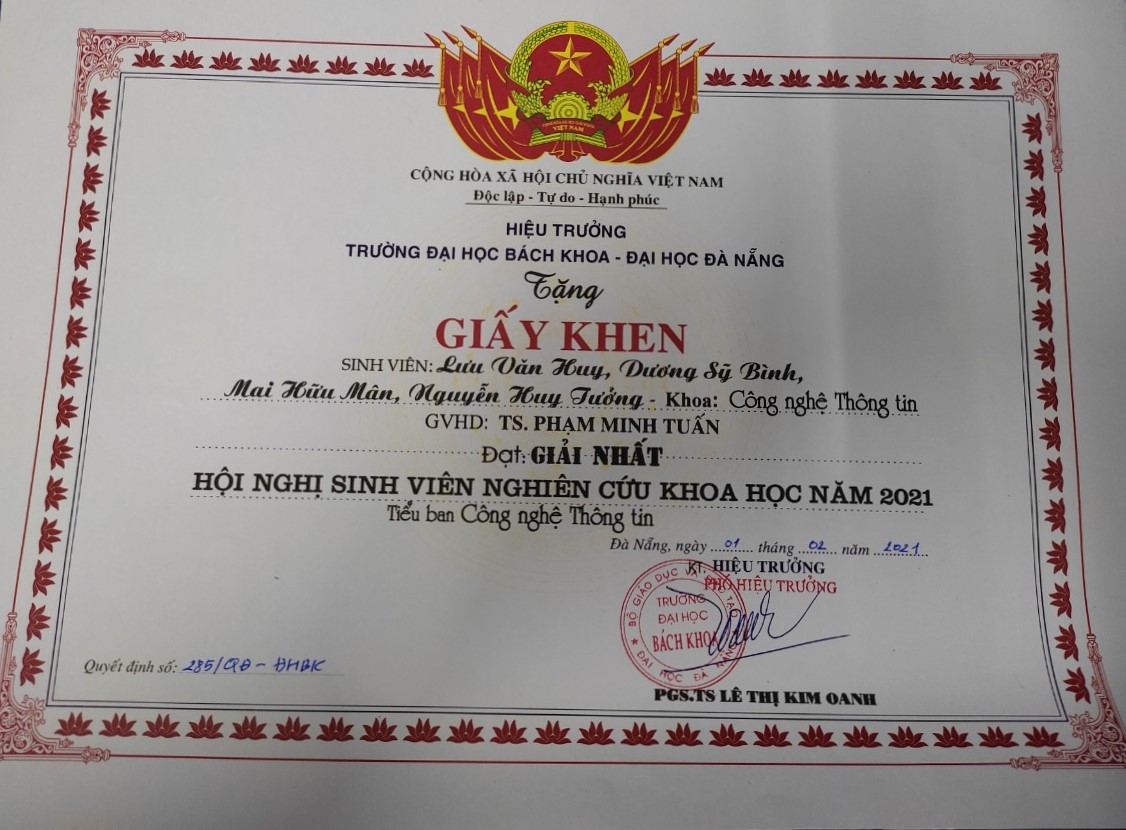 VIỆT NAM
CỘNG HÒA XÃ HỘI CHỦ NGHĨA VIỆT NAM
Độc lập - Tự do - Hạnh phúc
HIỆU TRƯỞNG
TRƯỜNG ĐẠI HỌC BÁCH KHOA - ĐẠI HỌC ĐÀ NẴNG
Tặng
GIẤY KHEN
SINH VIÊN: Lưu Văn Huy, Dương Sỹ Bình,
Mai Hữu Mân, Nguyễn Huy Tưởng - Khoa: Công nghệ Thông tin
GVHD: TS. PHẠM MINH TUẤN
Đạt: GIẢI NHẤT
HỘI NGHỊ SINH VIÊN NGHIÊN CỨU KHOA HỌC NĂM 2021
Tiểu ban Công nghệ Thông tin
Đà Nẵng, ngày 01 tháng 02 năm 2021
KT. HIỆU TRƯỞNG
PHÓ HIỆU TRƯỞNG
BỘ GIÁO DỤC VÀ
TRƯỜNG
ĐẠI HỌC
BÁCH KHOA
ĐẠI HỌC ĐÀ NẴNG
Quyết định số: 285/QĐ - ĐHBK
PGS.TS LÊ THỊ KIM OANH